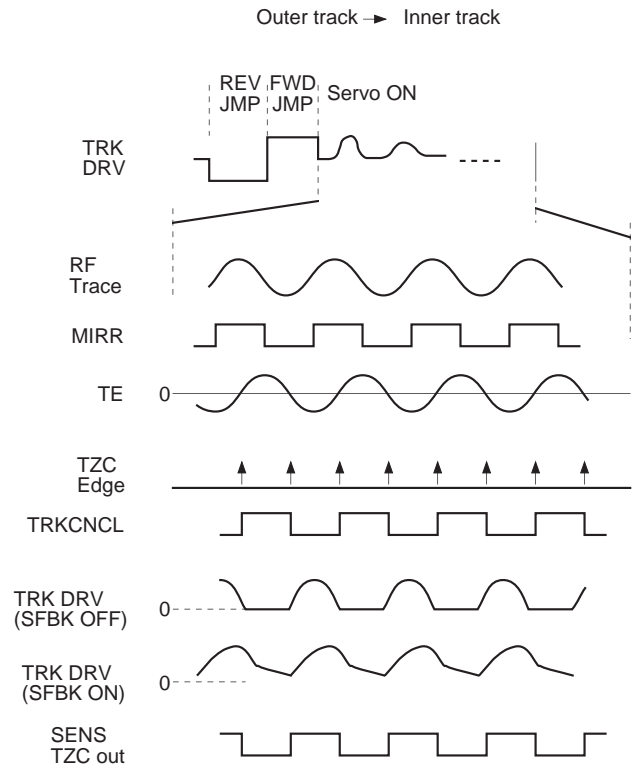 Outer track → Inner track
REV FWD
JMP JMP Servo ON
TRK
DRV
RF
Trace
MIRR
TE 0
TZC
Edge
TRKCNCL
TRK DRV
(SFBK OFF) 0
TRK DRV
(SFBK ON) 0
SENS
TZC out